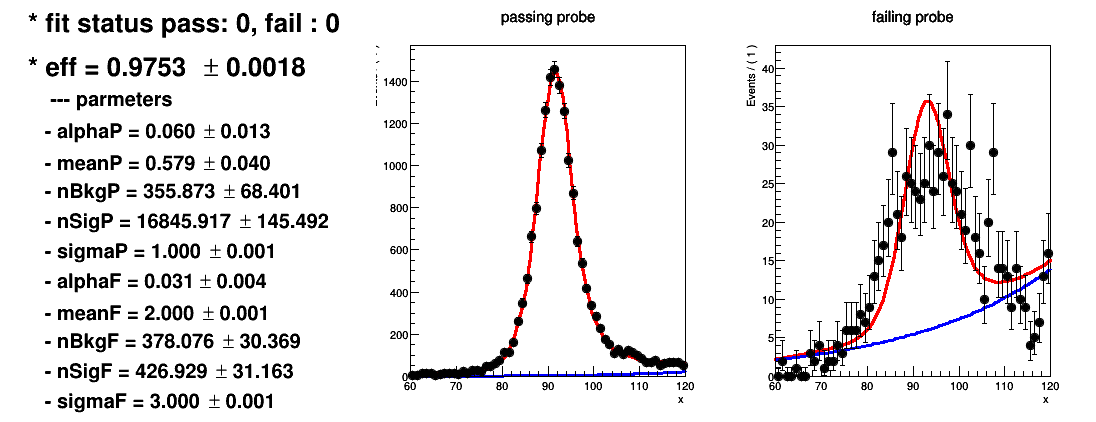 * fit status pass: 0, fail : 0
* eff = 0.9753 ± 0.0018
--- parmeters
- alphaP = 0.060 ± 0.013
- meanP = 0.579 ± 0.040
- nBkgP = 355.873 ± 68.401
- nSigP = 16845.917 ± 145.492
- sigmaP = 1.000 ± 0.001
- alphaF = 0.031 ± 0.004
- meanF = 2.000 ± 0.001
- nBkgF = 378.076 ± 30.369
- nSigF = 426.929 ± 31.163
- sigmaF = 3.000 ± 0.001
passing probe
1400
1200
1000
800
600
400
200
0
60 70 80 90 100 110 120
x
failing probe
Events / ( 1 )
40
35
30
25
20
15
10
5
0
60 70 80 90 100 110 120
x